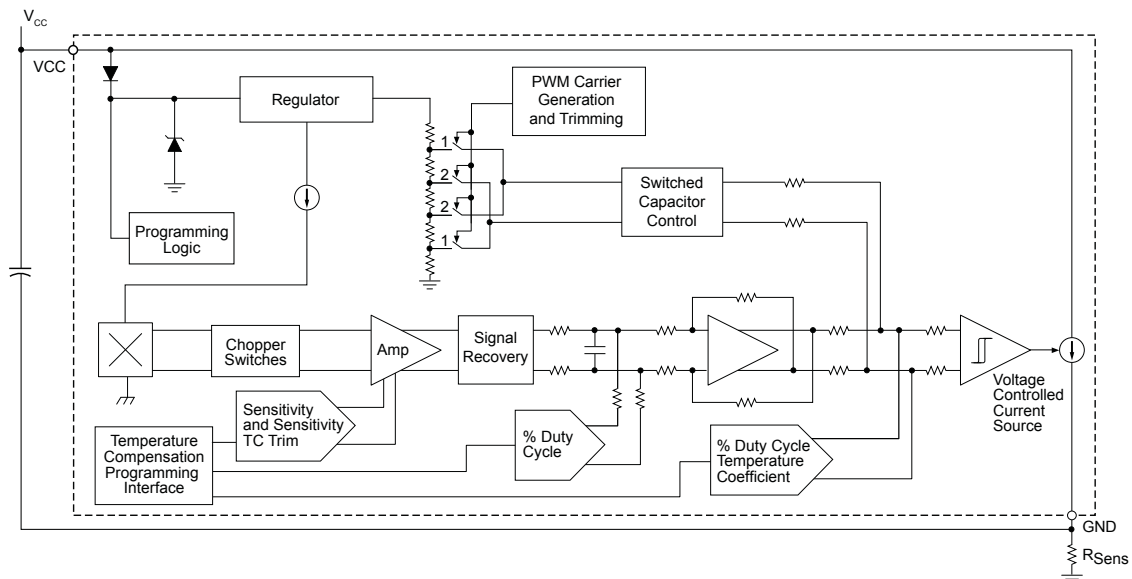 VCC
VCC
Regulator
PWM Carrier
Generation
and Trimming
1
2
2
1
Switched
Capacitor
Control
Programming
Logic
Chopper
Switches
Amp
Signal
Recovery
Voltage
Controlled
Current
Source
Sensitivity
and Sensitivity
TC Trim
Temperature
Compensation
Programming
Interface
% Duty
Cycle
% Duty Cycle
Temperature
Coefficient
GND
RSens